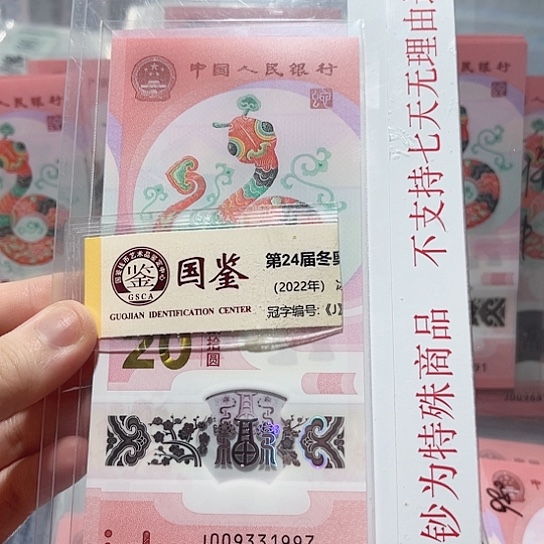 中国人民银行
国鉴
GSCA
GUOJIAN IDENTIFICATION CENTER
第24届冬
(2022年)
冠字编号:《J
20
拾圆
J009331997
钞为特殊商品 不支持七天无理由
91
J00963